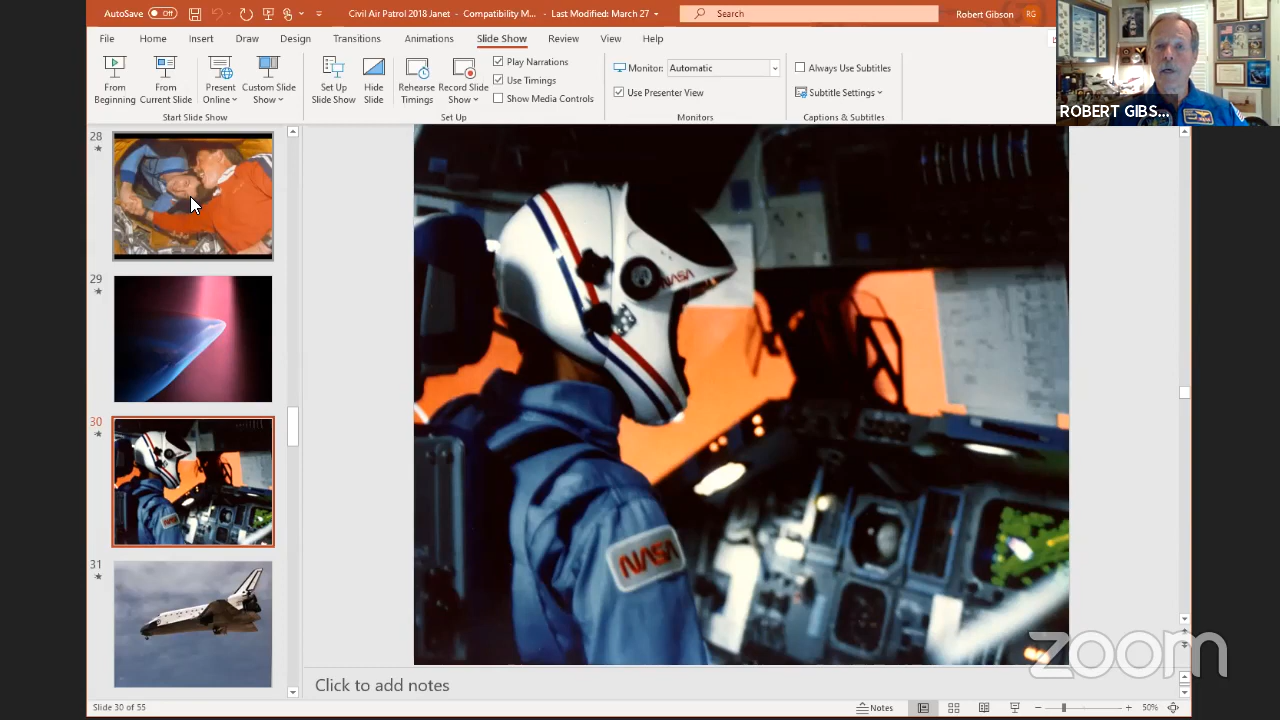 AutoSave Off Civil Air Patrol 2018 Janet - Compatibility M... - Last Modified: March 27 Search Robert Gibson RG
File Home Insert Draw Design Transitions Animations Slide Show Review View Help
From Beginning
From Current Slide
Present Online
Custom Slide Show
Start Slide Show
Set Up Slide Show
Hide Slide
Rehearse Timings
Record Slide Show
Play Narrations
Use Timings
Show Media Controls
Set Up
Monitor: Automatic
Use Presenter View
Monitors
Always Use Subtitles
Subtitle Settings
Captions & Subtitles
ROBERT GIBS...
28
29
30
31
NASA
NASA
NASA
zoom
Click to add notes
Slide 30 of 55 Notes 50%